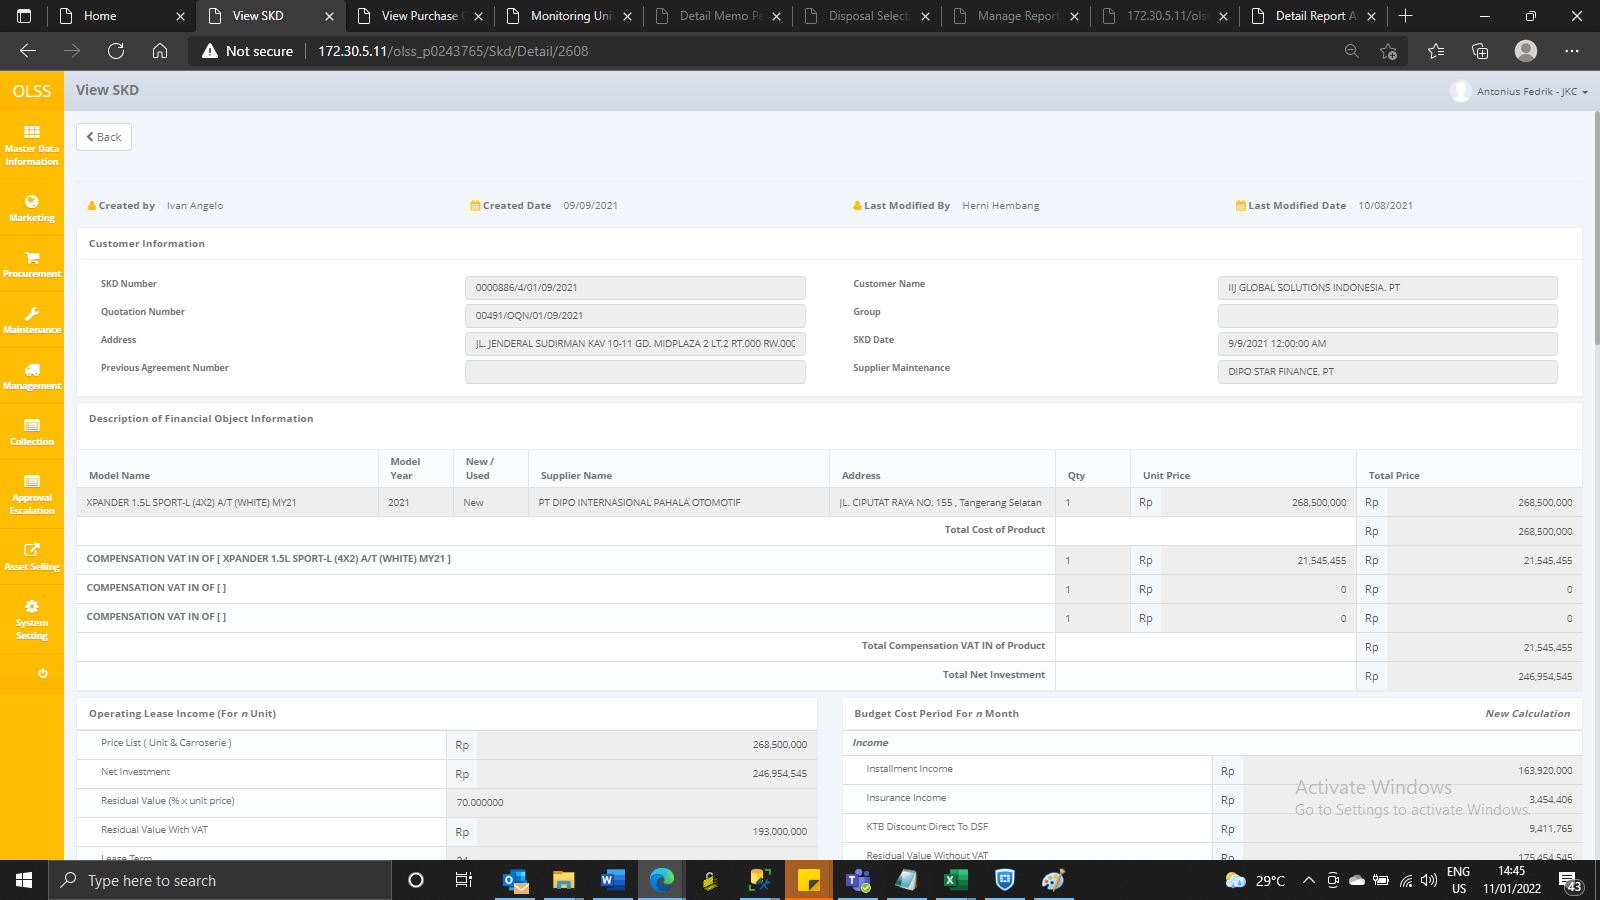 Home
View SKD
View Purchase
Monitoring Uni
Detail Memo Pe
Disposal Select
Manage Report
172.30.5.11/ols
Detail Report A
Not secure
172.30.5.11/olss_p0243765/Skd/Detail/2608
OLSS
View SKD
Antonius Fedrik - JKC
Back
Master Data
Information
Marketing
Procurement
Maintenance
Management
Collection
Approval
Escalation
Asset Selling
System
Setting
Created by Ivan Angelo
Created Date 09/09/2021
Last Modified By Herni Hembang
Last Modified Date 10/08/2021
Customer Information
SKD Number 0000886/4/01/09/2021
Customer Name IIJ GLOBAL SOLUTIONS INDONESIA. PT
Quotation Number 00491/OQN/01/09/2021
Group
Address JL. JENDERAL SUDIRMAN KAV 10-11 GD. MIDPLAZA 2 LT.2 RT.000 RW.000
SKD Date 9/9/2021 12:00:00 AM
Previous Agreement Number
Supplier Maintenance DIPO STAR FINANCE, PT
Description of Financial Object Information
Model Name Model Year New / Used Supplier Name Address Qty Unit Price Total Price
XPANDER 1.5L SPORT-L (4X2) A/T (WHITE) MY21 2021 New PT DIPO INTERNASIONAL PAHALA OTOMOTIF JL. CIPUTAT RAYA NO. 155 , Tangerang Selatan 1 Rp 268,500,000 Rp 268,500,000
Total Cost of Product Rp 268,500,000
COMPENSATION VAT IN OF [ XPANDER 1.5L SPORT-L (4X2) A/T (WHITE) MY21 ] 1 Rp 21,545,455 Rp 21,545,455
COMPENSATION VAT IN OF [ ] 1 Rp 0 Rp 0
COMPENSATION VAT IN OF [ ] 1 Rp 0 Rp 0
Total Compensation VAT IN of Product Rp 21,545,455
Total Net Investment Rp 246,954,545
Operating Lease Income (For n Unit)
Price List ( Unit & Carroserie ) Rp 268,500,000
Net Investment Rp 246,954,545
Residual Value (% x unit price) 70.000000
Residual Value With VAT Rp 193,000,000
Lease Term 24
Budget Cost Period For n Month New Calculation
Income
Installment Income Rp 163,920,000
Insurance Income Rp 3,454,406
KTB Discount Direct To DSF Rp 9,411,765
Residual Value Without VAT Rp 175,454,545
Activate Windows
Go to Settings to activate Windows.
Type here to search
29°C
ENG
US
14:45
11/01/2022
43